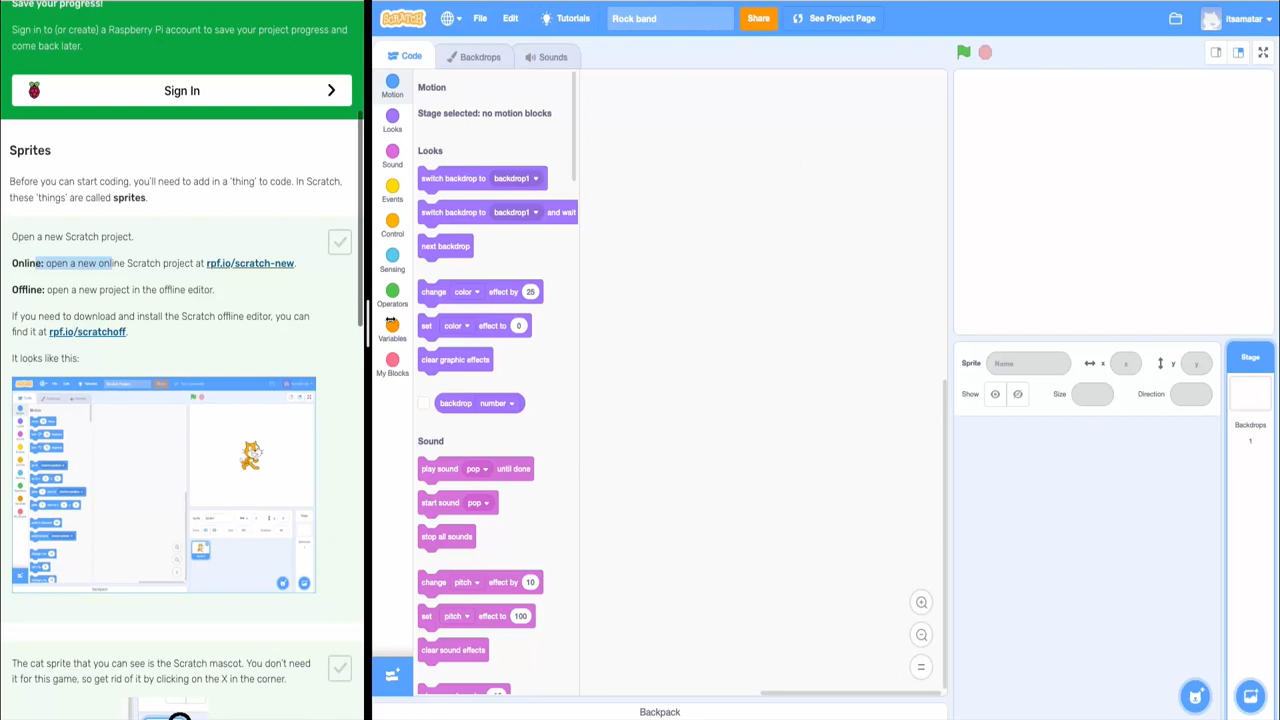 Save your progress!
Sign in to (or create) a Raspberry Pi account to save your project progress and
come back later.
Sign In
Sprites
Before you can start coding, you'll need to add in a 'thing' to code. In Scratch,
these 'things' are called sprites.
Open a new Scratch project.
Online: open a new online Scratch project at rpf.io/scratch-new.
Offline: open a new project in the offline editor.
If you need to download and install the Scratch offline editor, you can
find it at rpf.io/scratchoff.
It looks like this:
The cat sprite that you can see is the Scratch mascot. You don't need
it for this game, so get rid of it by clicking on the X in the corner.
SCRATCH
File
Edit
Tutorials
Rock band
Share
See Project Page
itsamatar
Code
Backdrops
Sounds
Motion
Looks
Sound
Events
Control
Sensing
Operators
Variables
My Blocks
Motion
Stage selected: no motion blocks
Looks
switch backdrop to backdrop1
switch backdrop to backdrop1 and wait
next backdrop
change color effect by 25
set color effect to 0
clear graphic effects
backdrop number
Sound
play sound pop until done
start sound pop
stop all sounds
change pitch effect by 10
set pitch effect to 100
clear sound effects
Backpack
Sprite Name x x y y
Show Size Direction
Stage
Backdrops
1